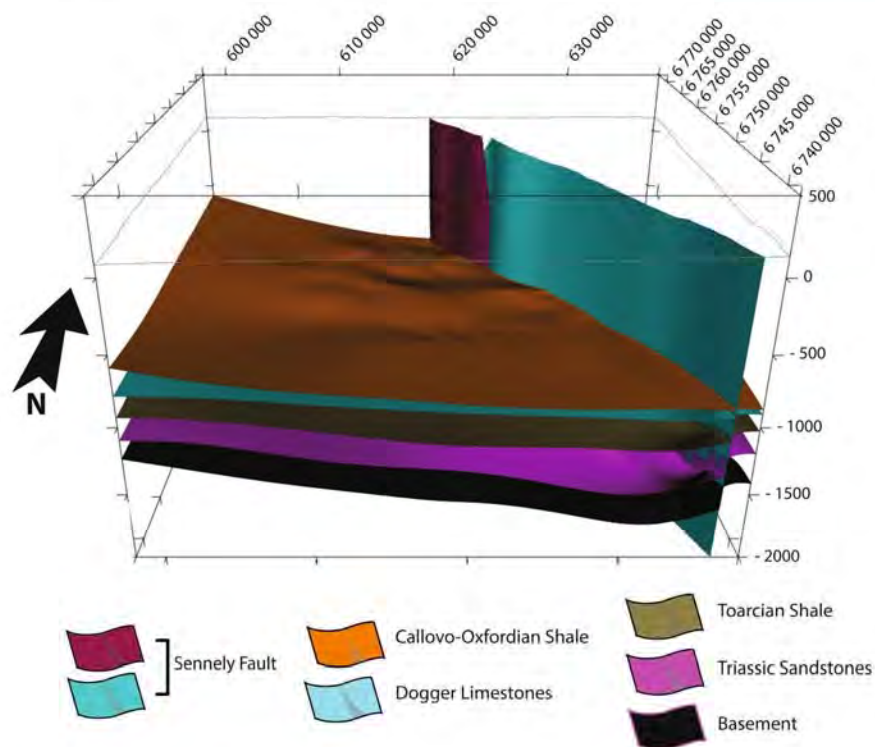 600 000
610 000
620 000
630 000
6 770 000
6 765 000
6 760 000
6 755 000
6 750 000
6 745 000
6 740 000
500
0
- 500
- 1000
- 1500
- 2000
N
Sennely Fault
Callovo-Oxfordian Shale
Dogger Limestones
Toarcian Shale
Triassic Sandstones
Basement